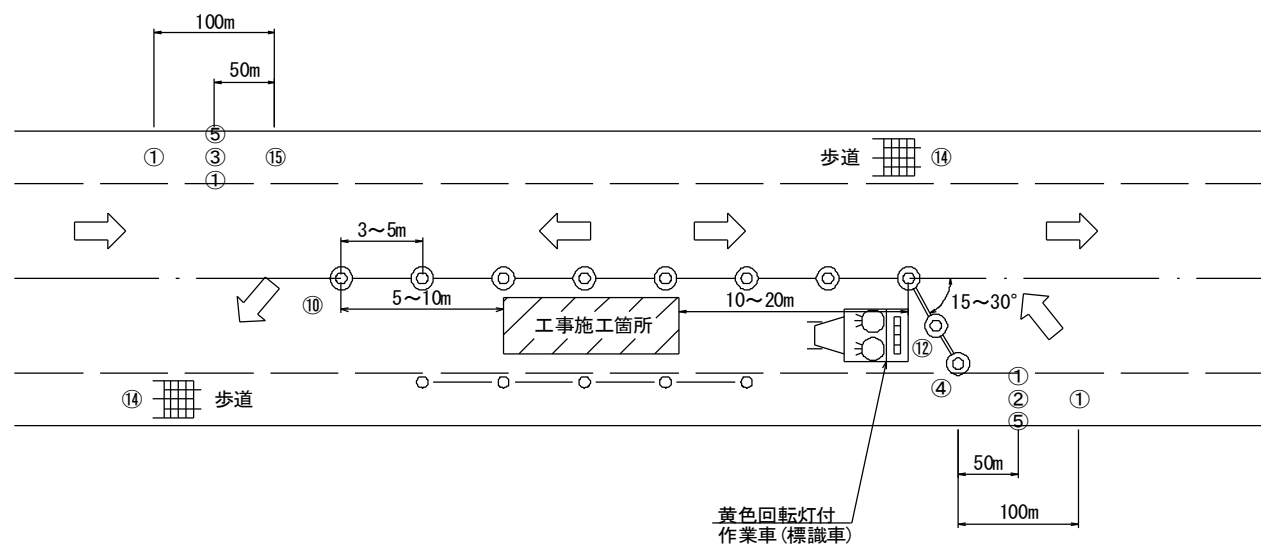 100m
50m
⑤
① ③ ⑮
①
歩道 ⑭
3～5m
⑩
5～10m
10～20m
15～30°
工事施工箇所
⑫
⑭ 歩道
④
①
② ①
⑤
50m
100m
黄色回転灯付
作業車(標識車)